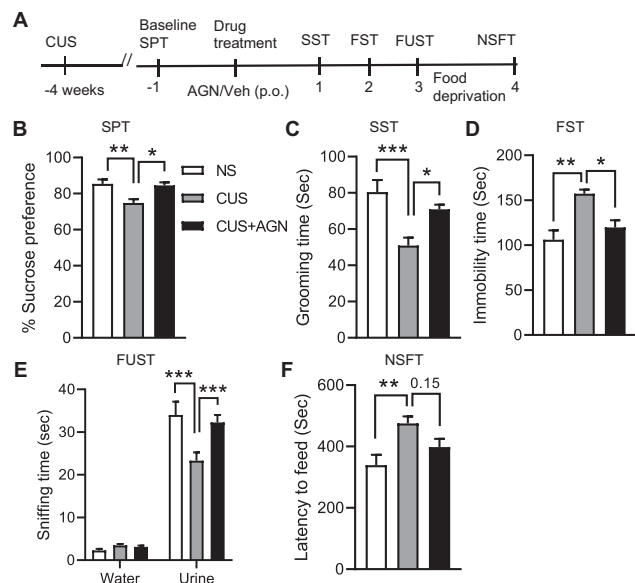 A
CUS
Baseline
SPT
Drug
treatment
SST
FST
FUST
NSFT
//
-4 weeks
-1
AGN/Veh (p.o.)
1
2
3
Food
deprivation
4
B
SPT
% Sucrose preference
100
80
60
40
20
0
**
*
NS
CUS
CUS+AGN
C
SST
Grooming time (Sec)
100
80
60
40
20
0
***
*
D
FST
Immobility time (Sec)
200
150
100
50
0
**
*
E
FUST
Sniffing time (sec)
40
30
20
10
0
***
***
Water
Urine
F
NSFT
Latency to feed (Sec)
600
400
200
0
**
0.15